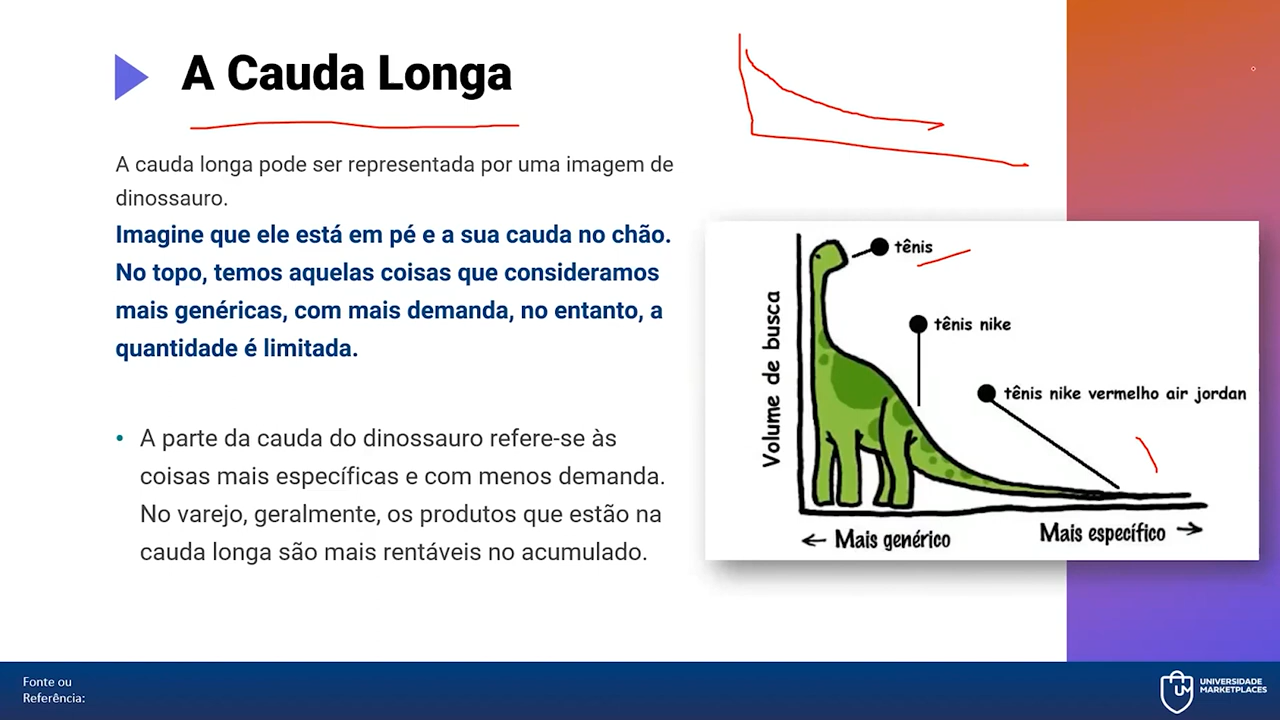 A Cauda Longa
A cauda longa pode ser representada por uma imagem de
dinossauro.
Imagine que ele está em pé e a sua cauda no chão.
No topo, temos aquelas coisas que consideramos
mais genéricas, com mais demanda, no entanto, a
quantidade é limitada.
• A parte da cauda do dinossauro refere-se às
coisas mais específicas e com menos demanda.
No varejo, geralmente, os produtos que estão na
cauda longa são mais rentáveis no acumulado.
Volume de busca
tênis
tênis nike
tênis nike vermelho air jordan
← Mais genérico
Mais específico →
Fonte ou
Referência:
UM
UNIVERSIDADE
MARKETPLACES